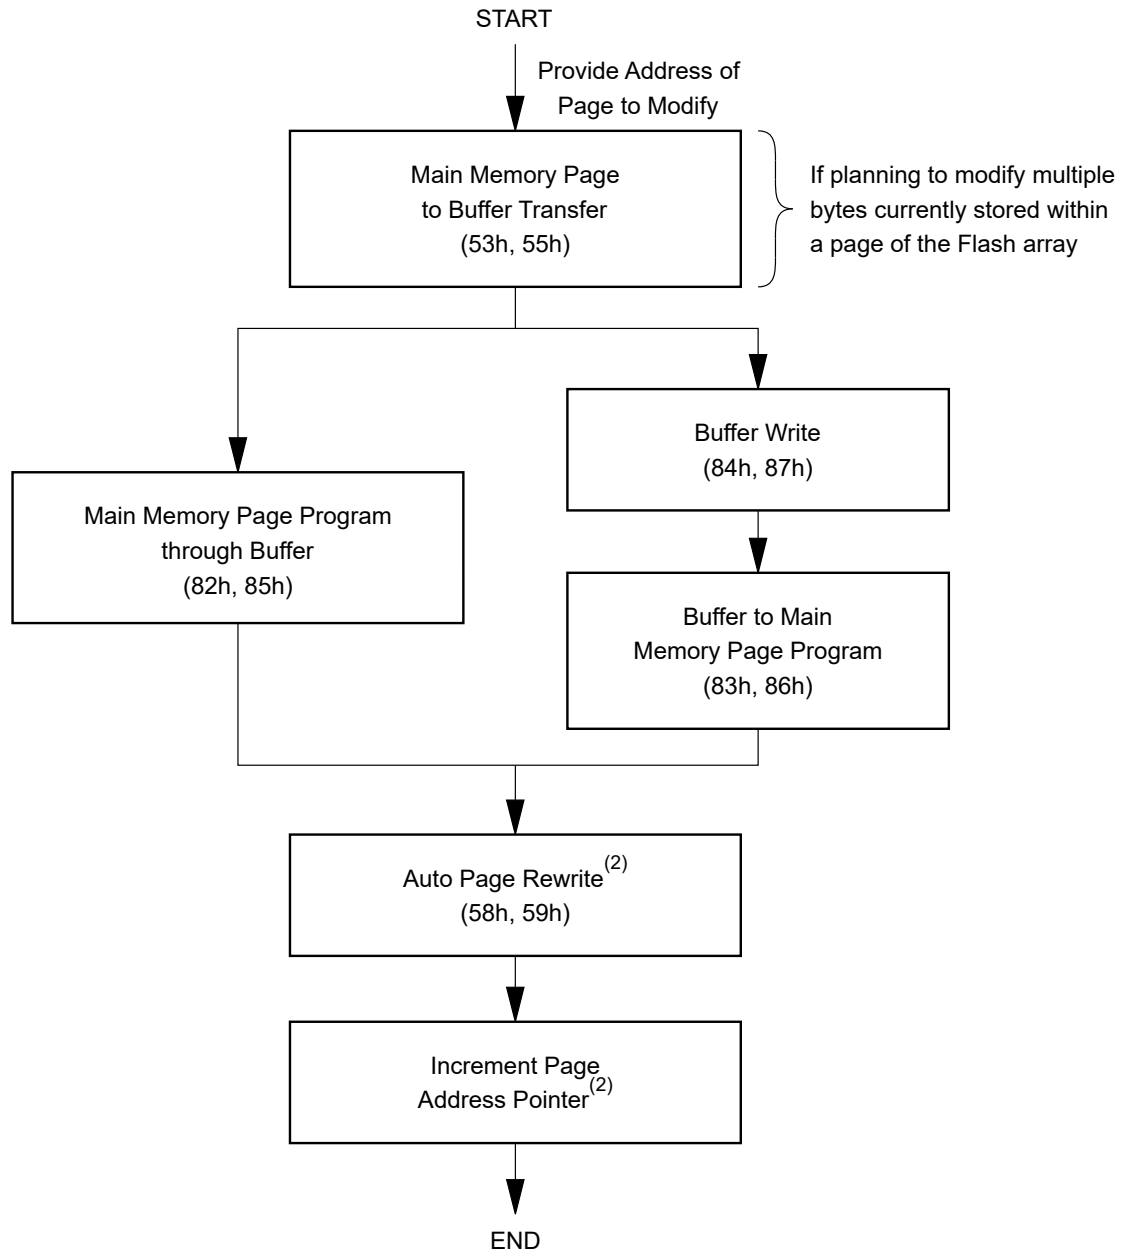 START
Provide Address of
Page to Modify
Main Memory Page
to Buffer Transfer
(53h, 55h)
If planning to modify multiple
bytes currently stored within
a page of the Flash array
Buffer Write
(84h, 87h)
Main Memory Page Program
through Buffer
(82h, 85h)
Buffer to Main
Memory Page Program
(83h, 86h)
Auto Page Rewrite(2)
(58h, 59h)
Increment Page
Address Pointer(2)
END